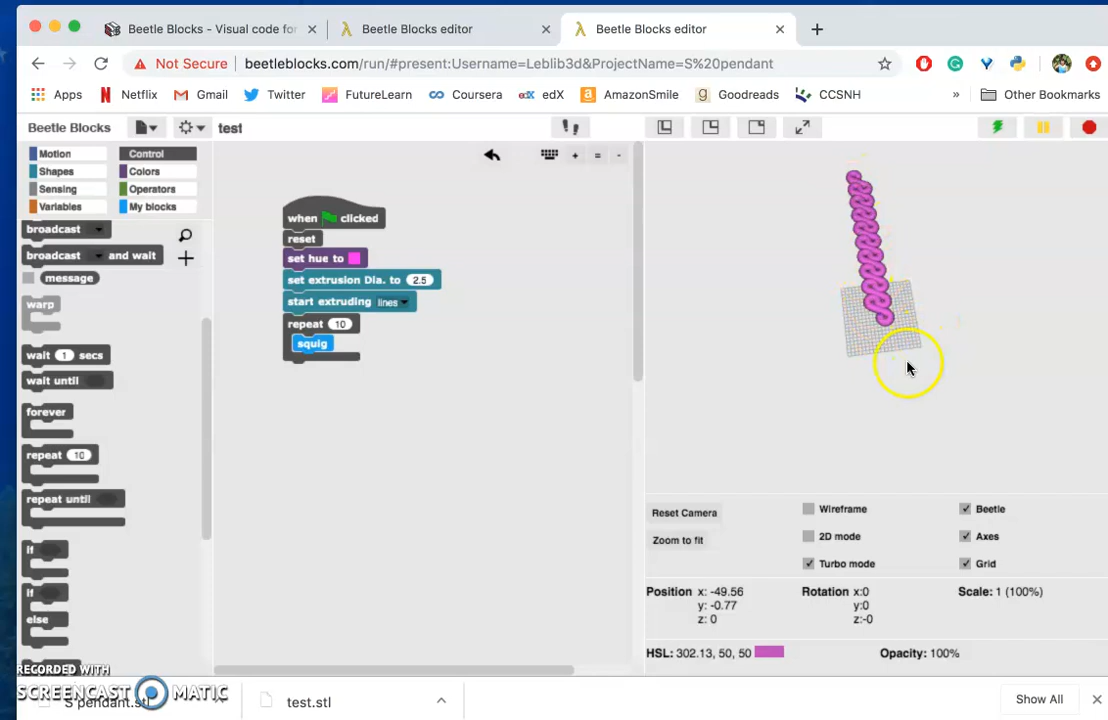 Beetle Blocks - Visual code for
Beetle Blocks editor
Beetle Blocks editor
Not Secure
beetleblocks.com/run/#present:Username=Leblib3d&ProjectName=S%20pendant
Apps
Netflix
Gmail
Twitter
FutureLearn
Coursera
edX
AmazonSmile
Goodreads
CCSNH
»
Other Bookmarks
Beetle Blocks
test
Motion
Control
Shapes
Colors
Sensing
Operators
Variables
My blocks
broadcast
broadcast and wait
message
warp
wait 1 secs
wait until
forever
repeat 10
repeat until
if
if
else
when clicked
reset
set hue to
set extrusion Dia. to 2.5
start extruding lines
repeat 10
squig
Reset Camera
Zoom to fit
Wireframe
2D mode
Turbo mode
Beetle
Axes
Grid
Position x: -49.56
y: -0.77
z: 0
Rotation x:0
y:0
z:-0
Scale: 1 (100%)
HSL: 302.13, 50, 50
Opacity: 100%
RECORDED WITH
SCREENCAST MATIC
S pendant.stl
test.stl
Show All